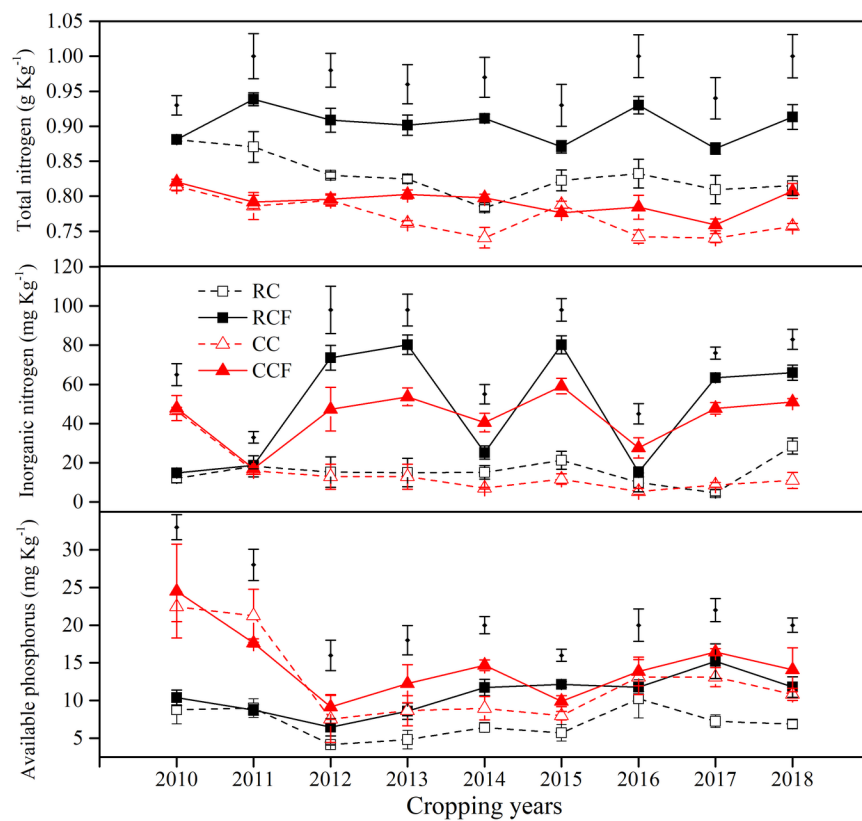 Total nitrogen (g Kg⁻¹)
1.05
1.00
0.95
0.90
0.85
0.80
0.75
Inorganic nitrogen (mg Kg⁻¹)
120
100
80
60
40
20
0
RC
RCF
CC
CCF
Available phosphorus (mg Kg⁻¹)
30
25
20
15
10
5
2010 2011 2012 2013 2014 2015 2016 2017 2018
Cropping years